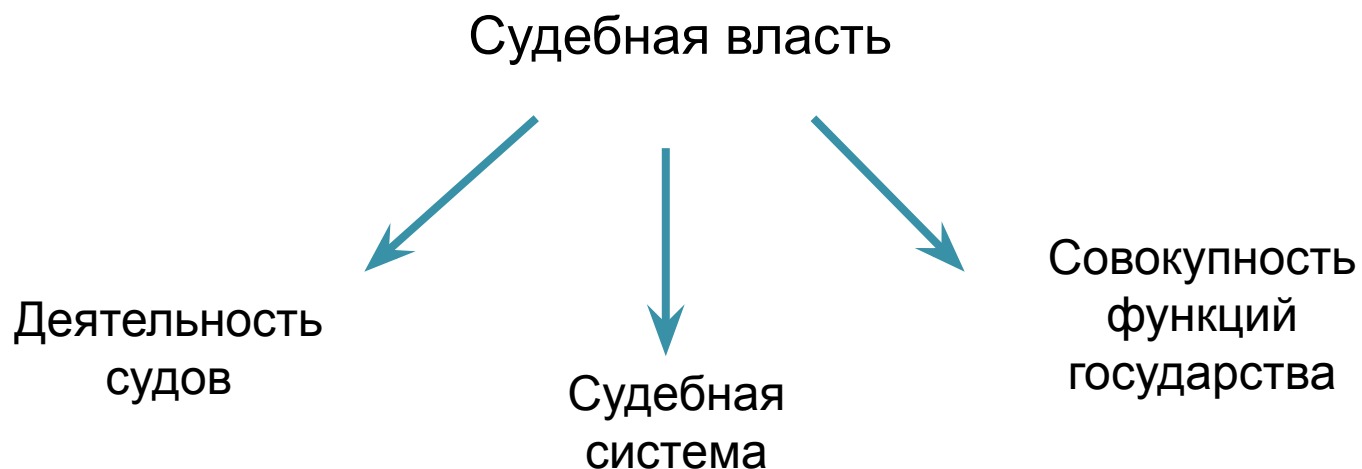 Судебная власть
Деятельность
судов
Судебная
система
Совокупность
функций
государства